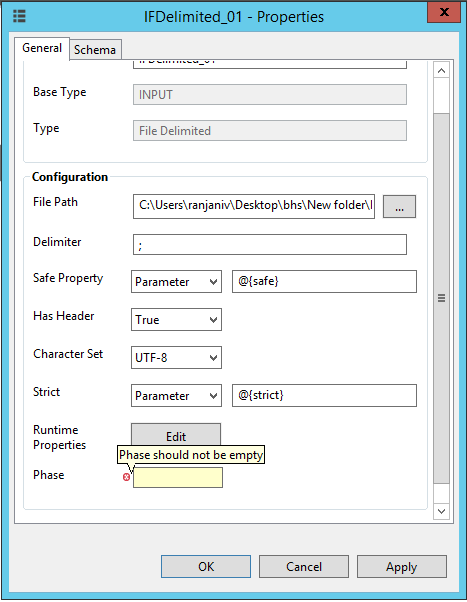 IFDelimited_01 - Properties
x
General
Schema
IFDelimited_01
Base Type
INPUT
Type
File Delimited
Configuration
File Path
C:\Users\ranjaniv\Desktop\bhs\New folder\
...
Delimiter
;
Safe Property
Parameter
@{safe}
Has Header
True
Character Set
UTF-8
Strict
Parameter
@{strict}
Runtime
Properties
Edit
Phase should not be empty
Phase
OK
Cancel
Apply